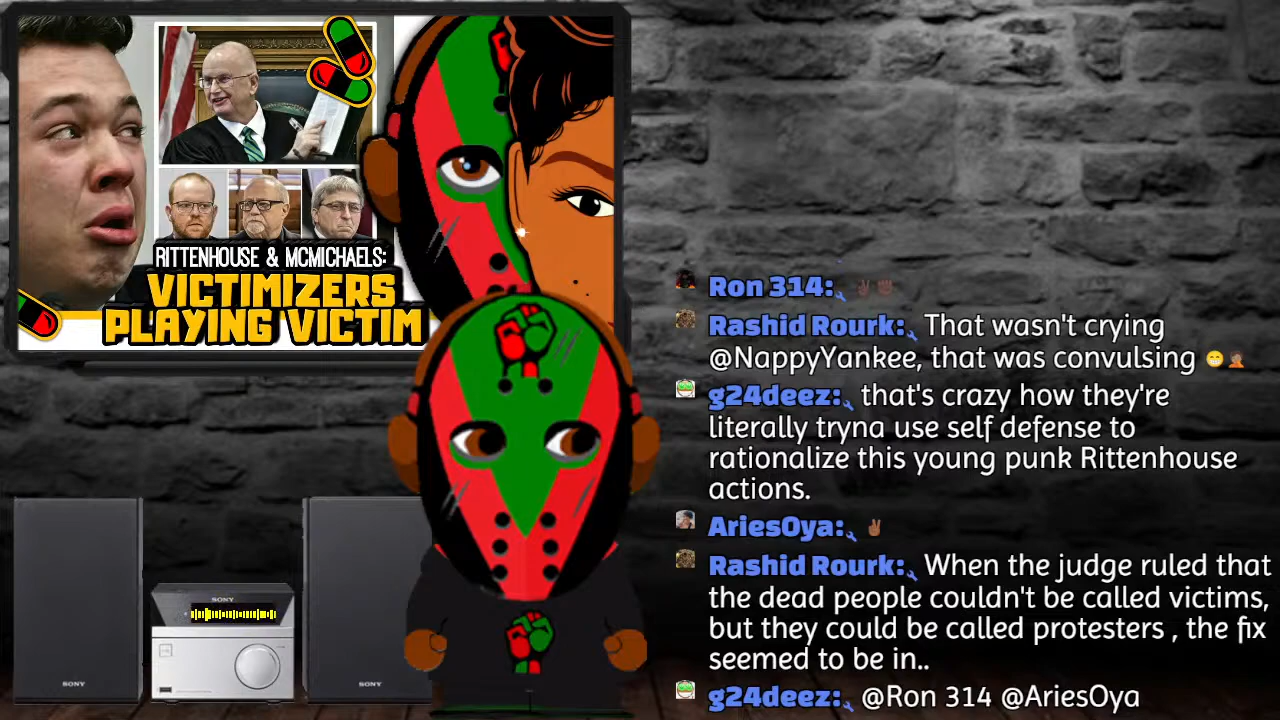 RITTENHOUSE & MCMICHAELS:
VICTIMIZERS
PLAYING VICTIM
SONY
SONY
SONY
Ron 314:
Rashid Rourk: That wasn't crying
@NappyYankee, that was convulsing
g24deez: that's crazy how they're
literally tryna use self defense to
rationalize this young punk Rittenhouse
actions.
AriesOya:
Rashid Rourk: When the judge ruled that
the dead people couldn't be called victims,
but they could be called protesters , the fix
seemed to be in..
g24deez: @Ron 314 @AriesOya